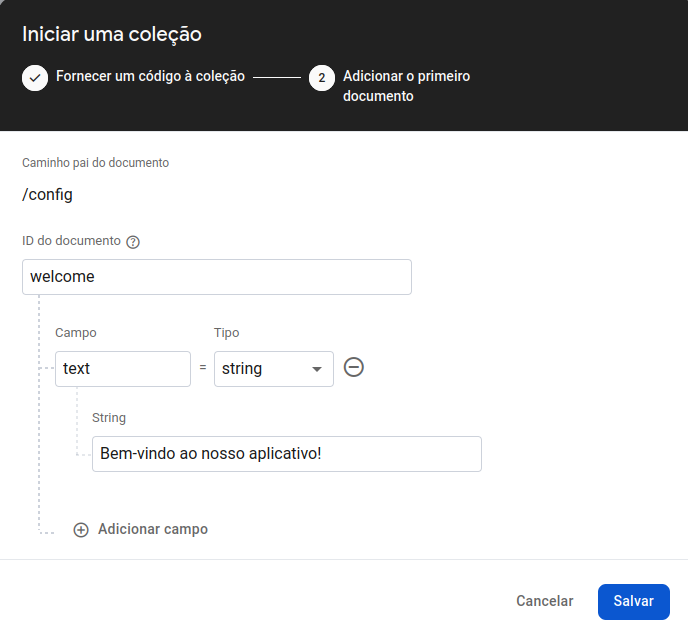 Iniciar uma coleção
Fornecer um código à coleção
2 Adicionar o primeiro
documento
Caminho pai do documento
/config
ID do documento ?
welcome
Campo Tipo
text = string
String
Bem-vindo ao nosso aplicativo!
Adicionar campo
Cancelar Salvar